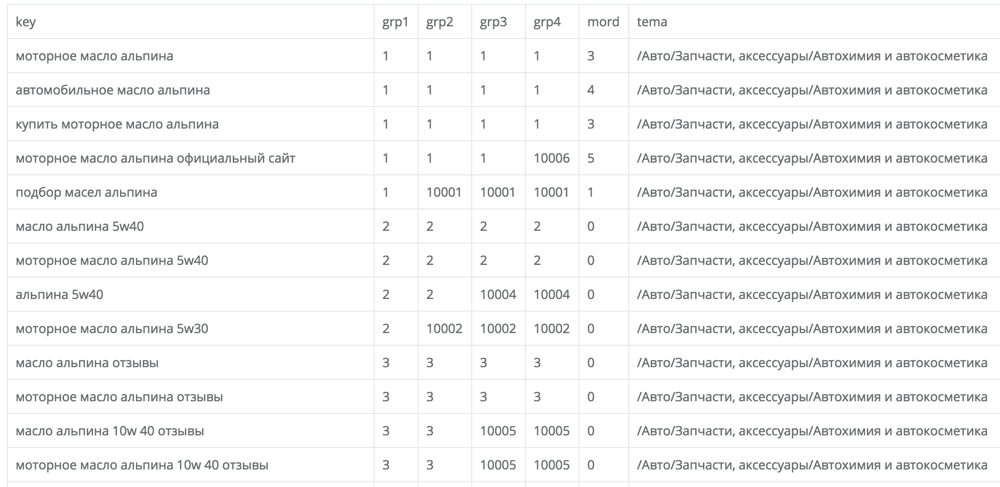 key grp1 grp2 grp3 grp4 mord tema
моторное масло альпина 1 1 1 1 3 /Авто/Запчасти, аксессуары/Автохимия и автокосметика
автомобильное масло альпина 1 1 1 1 4 /Авто/Запчасти, аксессуары/Автохимия и автокосметика
купить моторное масло альпина 1 1 1 1 3 /Авто/Запчасти, аксессуары/Автохимия и автокосметика
моторное масло альпина официальный сайт 1 1 1 10006 5 /Авто/Запчасти, аксессуары/Автохимия и автокосметика
подбор масел альпина 1 10001 10001 10001 1 /Авто/Запчасти, аксессуары/Автохимия и автокосметика
масло альпина 5w40 2 2 2 2 0 /Авто/Запчасти, аксессуары/Автохимия и автокосметика
моторное масло альпина 5w40 2 2 2 2 0 /Авто/Запчасти, аксессуары/Автохимия и автокосметика
альпина 5w40 2 2 10004 10004 0 /Авто/Запчасти, аксессуары/Автохимия и автокосметика
моторное масло альпина 5w30 2 10002 10002 10002 0 /Авто/Запчасти, аксессуары/Автохимия и автокосметика
масло альпина отзывы 3 3 3 3 0 /Авто/Запчасти, аксессуары/Автохимия и автокосметика
моторное масло альпина отзывы 3 3 3 3 0 /Авто/Запчасти, аксессуары/Автохимия и автокосметика
масло альпина 10w 40 отзывы 3 3 10005 10005 0 /Авто/Запчасти, аксессуары/Автохимия и автокосметика
моторное масло альпина 10w 40 отзывы 3 3 10005 10005 0 /Авто/Запчасти, аксессуары/Автохимия и автокосметика